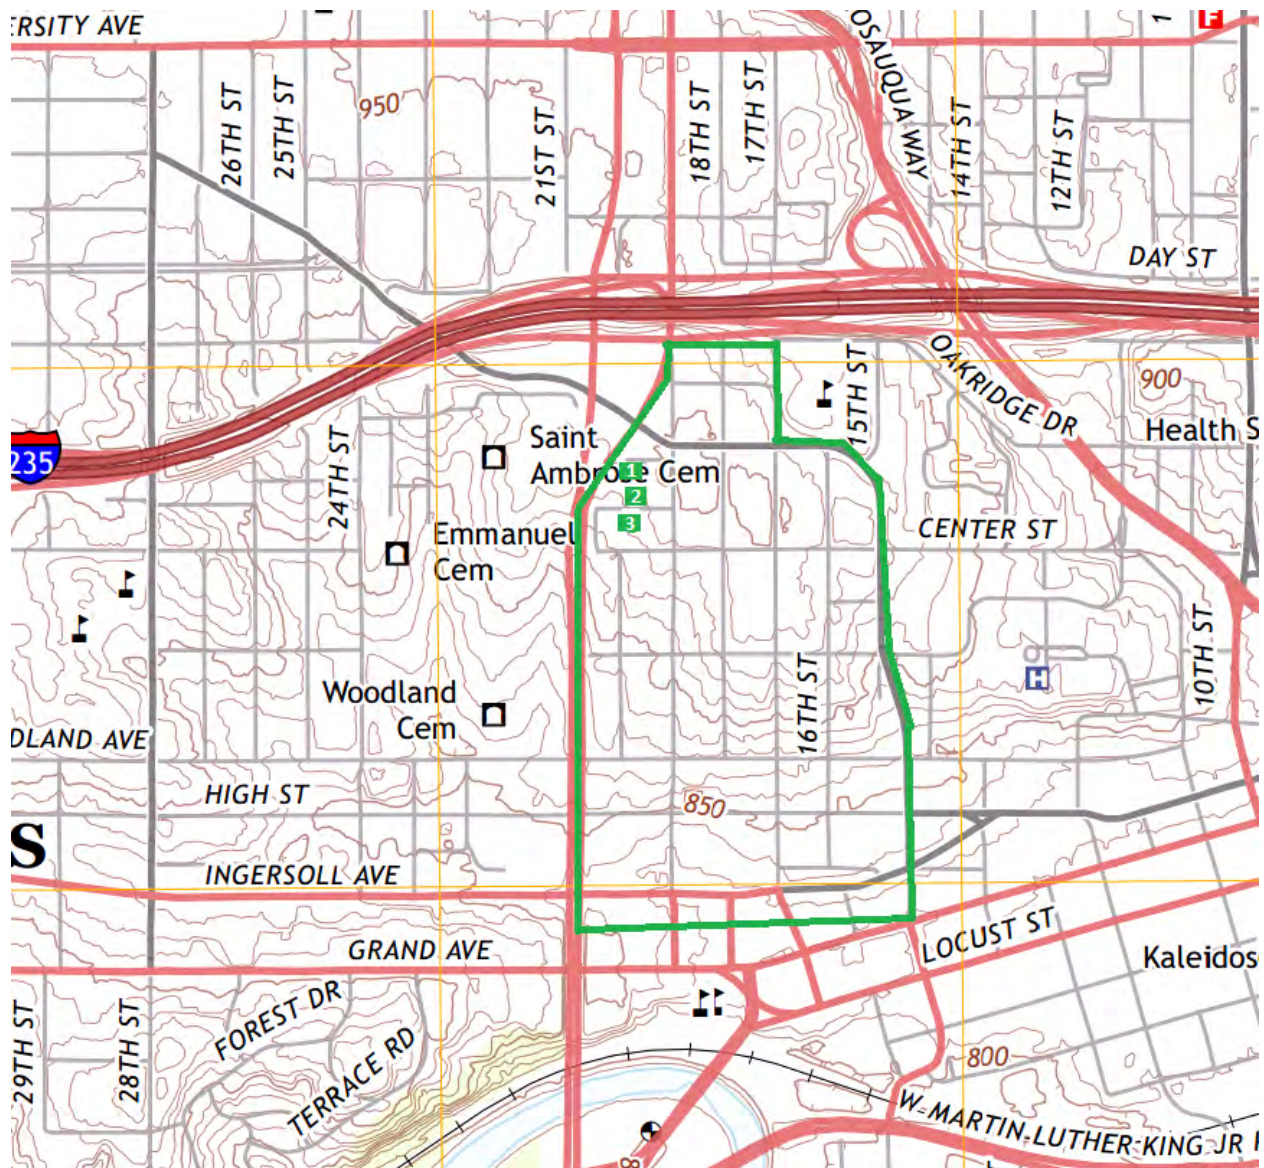 ERSITY AVE
26TH ST
25TH ST
950
21ST ST
18TH ST
17TH ST
OSAUQUA WAY
14TH ST
12TH ST
1
F
DAY ST
235
24TH ST
Saint
Ambrose Cem
1
2
3
Emmanuel
Cem
15TH ST
OAKRIDGE DR
900
Health S
CENTER ST
Woodland
Cem
16TH ST
H
10TH ST
DLAND AVE
HIGH ST
850
S
INGERSOLL AVE
GRAND AVE
LOCUST ST
Kaleidos
FOREST DR
TERRACE RD
29TH ST
28TH ST
800
W MARTIN LUTHER KING JR
8